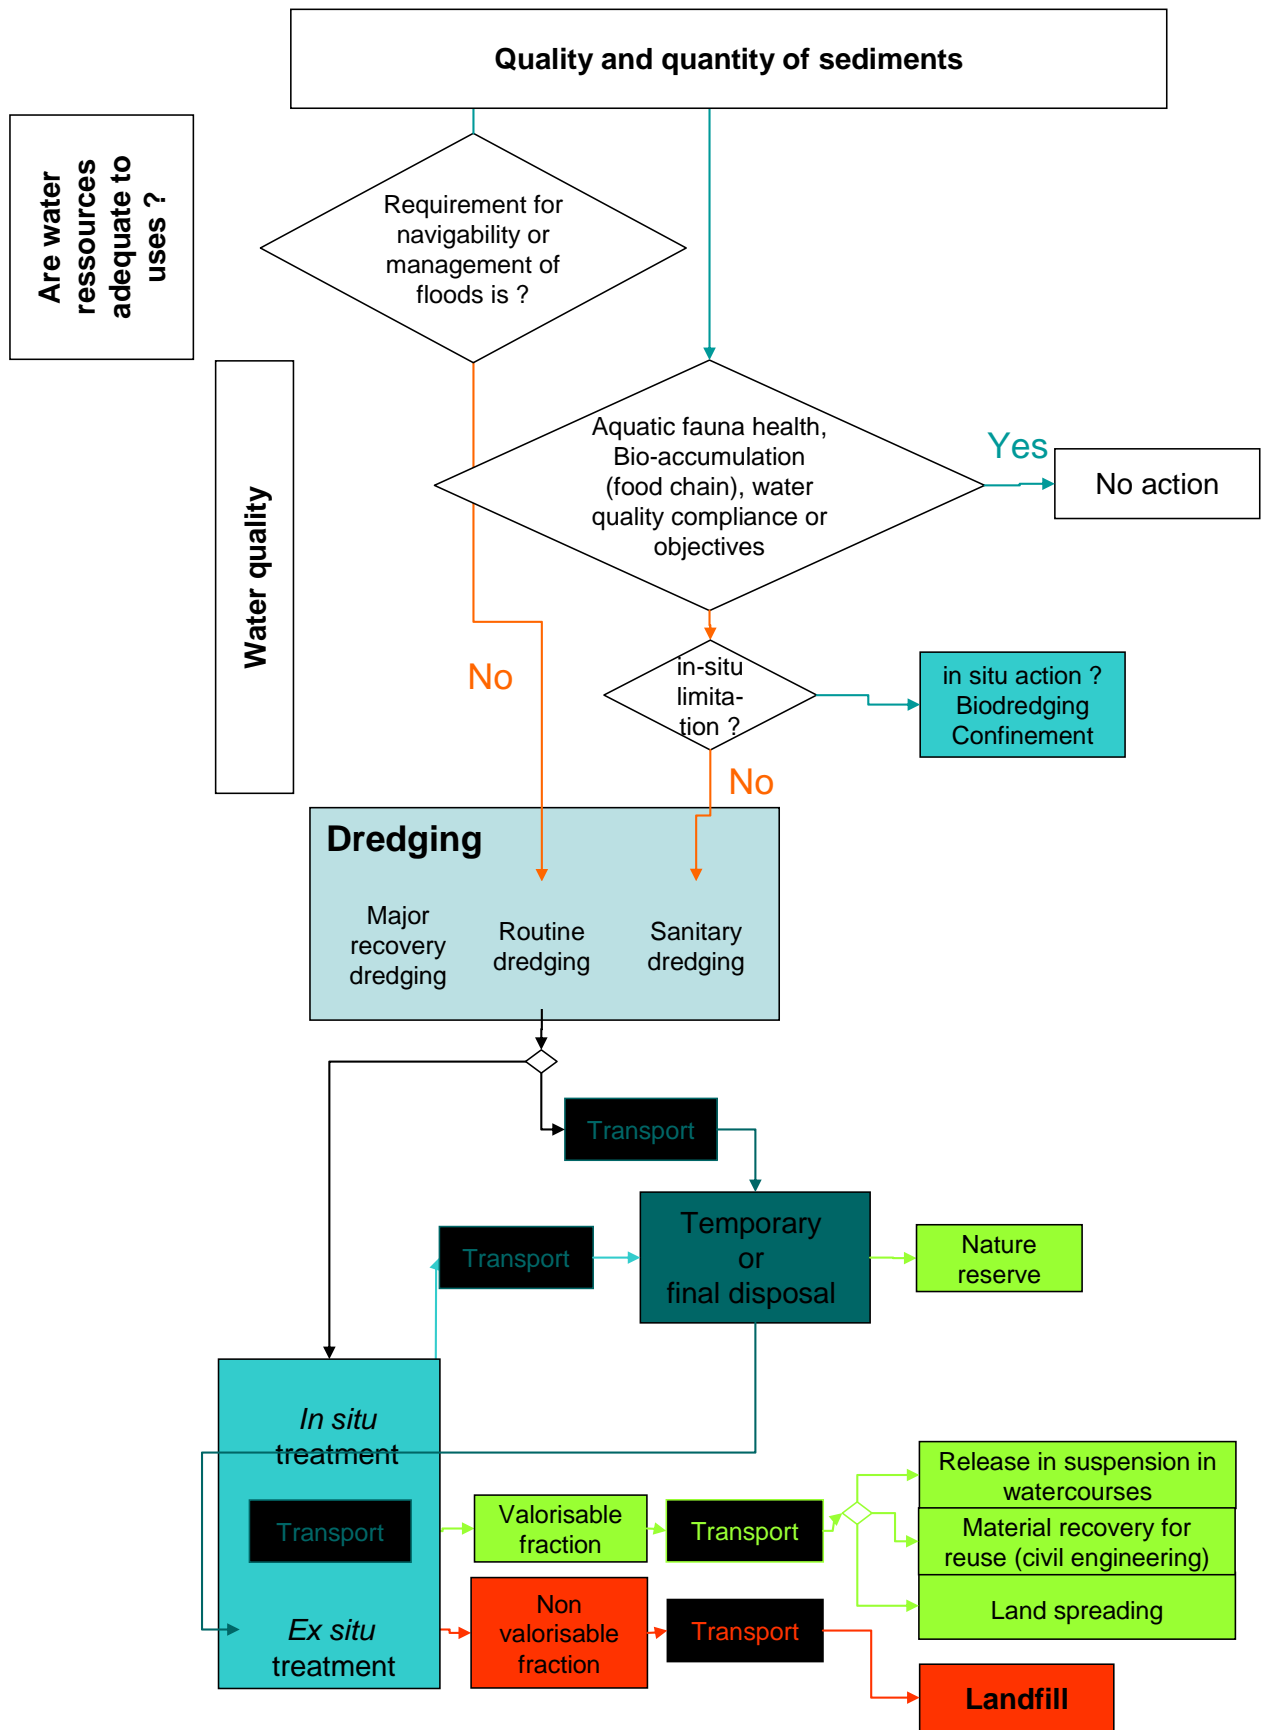 Quality and quantity of sediments
Are water
ressources
adequate to
uses ?
Requirement for
navigability or
management of
floods is ?
Water quality
Aquatic fauna health,
Bio-accumulation
(food chain), water
quality compliance or
objectives
Yes
No action
No
in-situ
limita-
tion ?
in situ action ?
Biodredging
Confinement
No
Dredging
Major
recovery
dredging
Routine
dredging
Sanitary
dredging
Transport
Transport
Temporary
or
final disposal
Nature
reserve
In situ
treatment
Transport
Valorisable
fraction
Transport
Release in suspension in
watercourses
Material recovery for
reuse (civil engineering)
Land spreading
Ex situ
treatment
Non
valorisable
fraction
Transport
Landfill